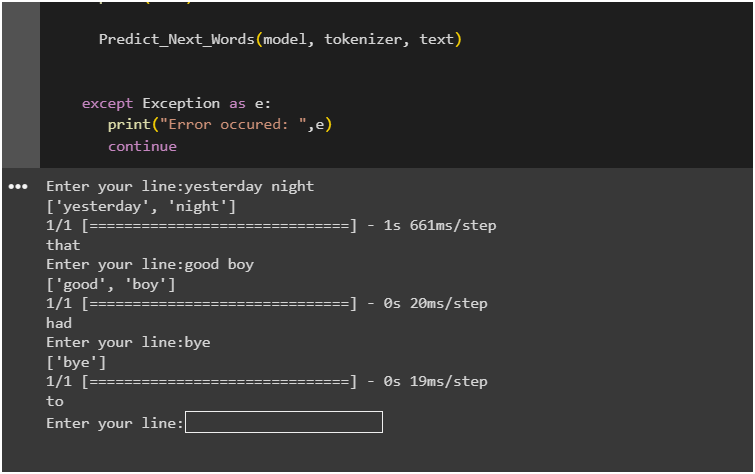 Predict_Next_Words(model, tokenizer, text)
except Exception as e:
print("Error occured: ",e)
continue
Enter your line:yesterday night
['yesterday', 'night']
1/1 [==============================] - 1s 661ms/step
that
Enter your line:good boy
['good', 'boy']
1/1 [==============================] - 0s 20ms/step
had
Enter your line:bye
['bye']
1/1 [==============================] - 0s 19ms/step
to
Enter your line: